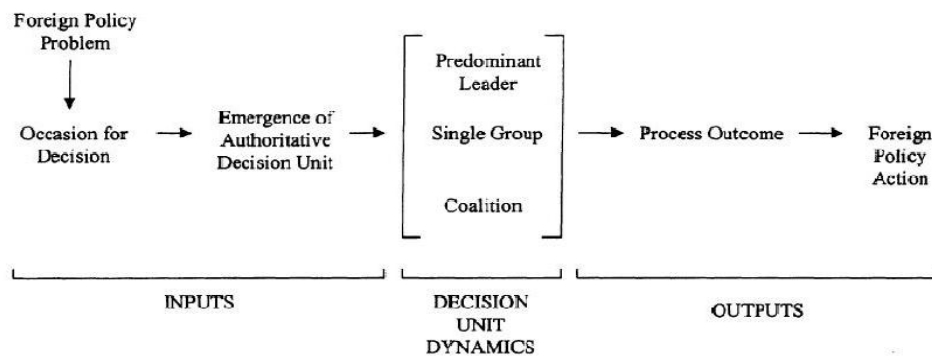 Foreign Policy
Problem
Occasion for
Decision
Emergence of
Authoritative
Decision Unit
Predominant
Leader
Single Group
Coalition
Process Outcome
Foreign
Policy
Action
INPUTS
DECISION
UNIT
DYNAMICS
OUTPUTS